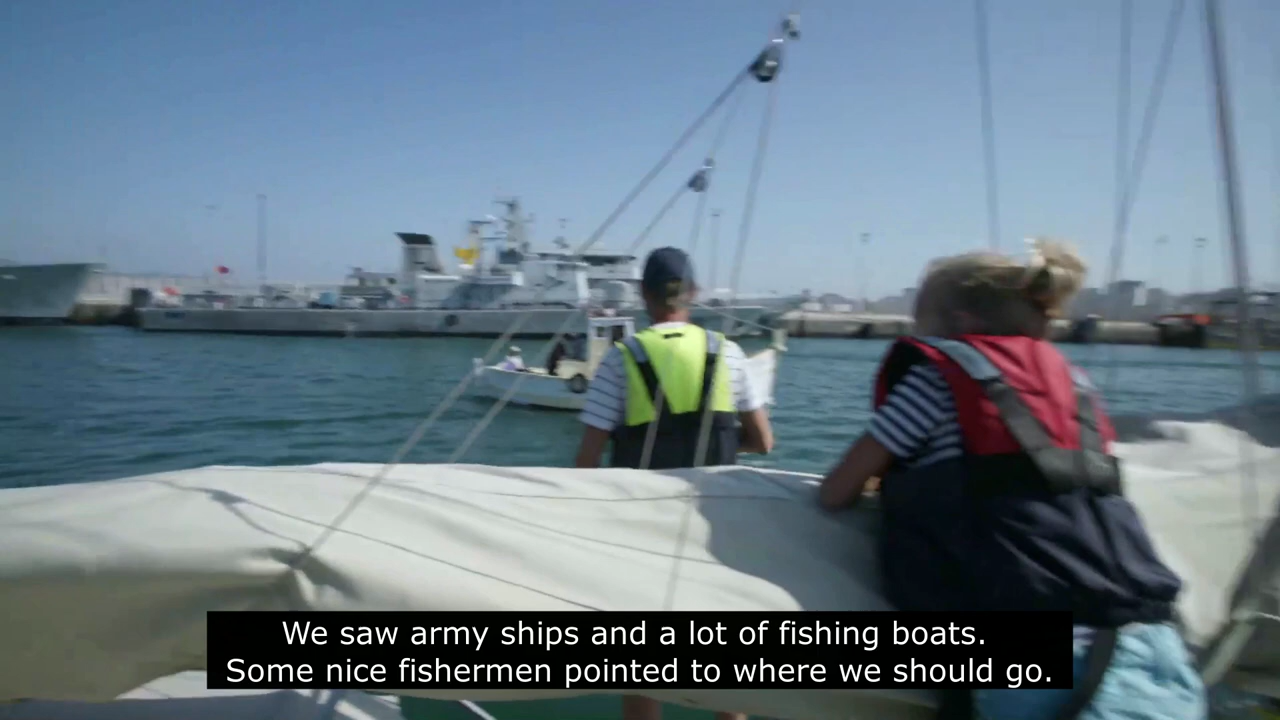 We saw army ships and a lot of fishing boats.
Some nice fishermen pointed to where we should go.